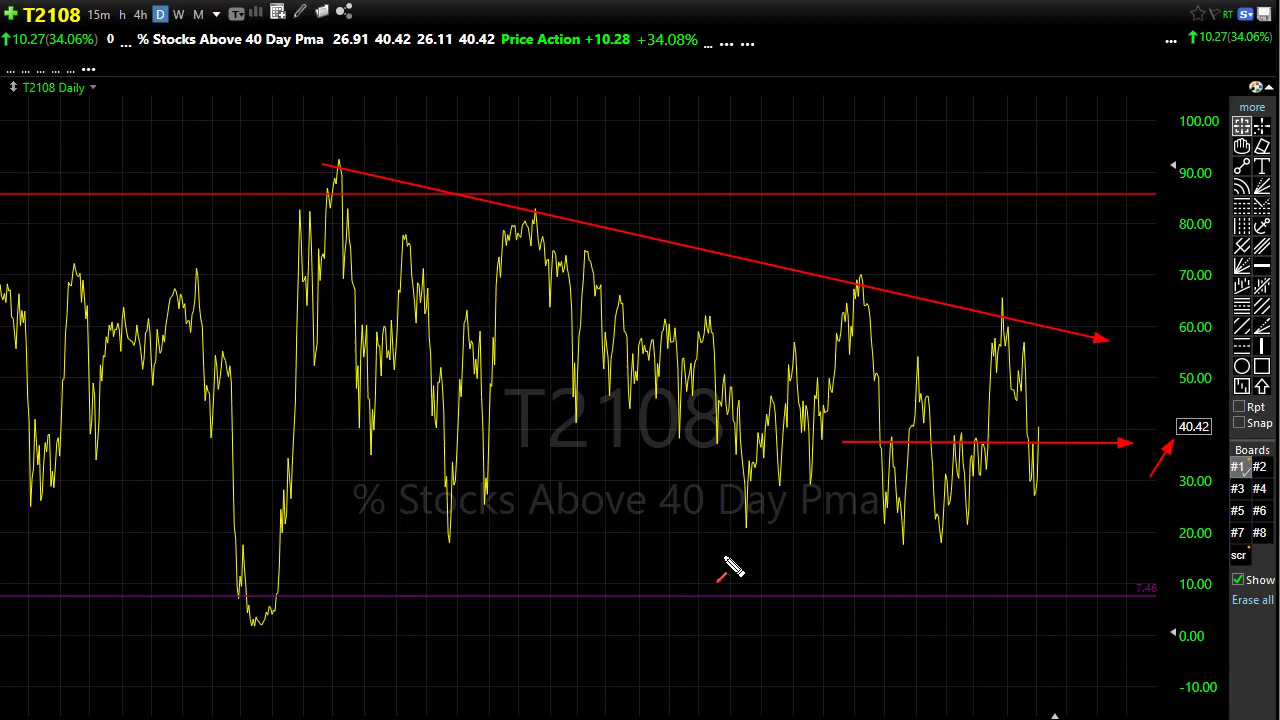 T2108 15m h 4h D W M T RT S
10.27(34.06%) 0 ... % Stocks Above 40 Day Pma 26.91 40.42 26.11 40.42 Price Action +10.28 +34.08% ... ... ... ... 10.27(34.06%)
... ... ... ... ... ...
T2108 Daily
more
100.00
90.00
80.00
70.00
60.00
50.00
40.42
30.00
20.00
10.00
0.00
-10.00
T2108
% Stocks Above 40 Day Pma
7.46
T
Rpt
Snap
Boards
#1 #2
#3 #4
#5 #6
#7 #8
scr
Show
Erase all